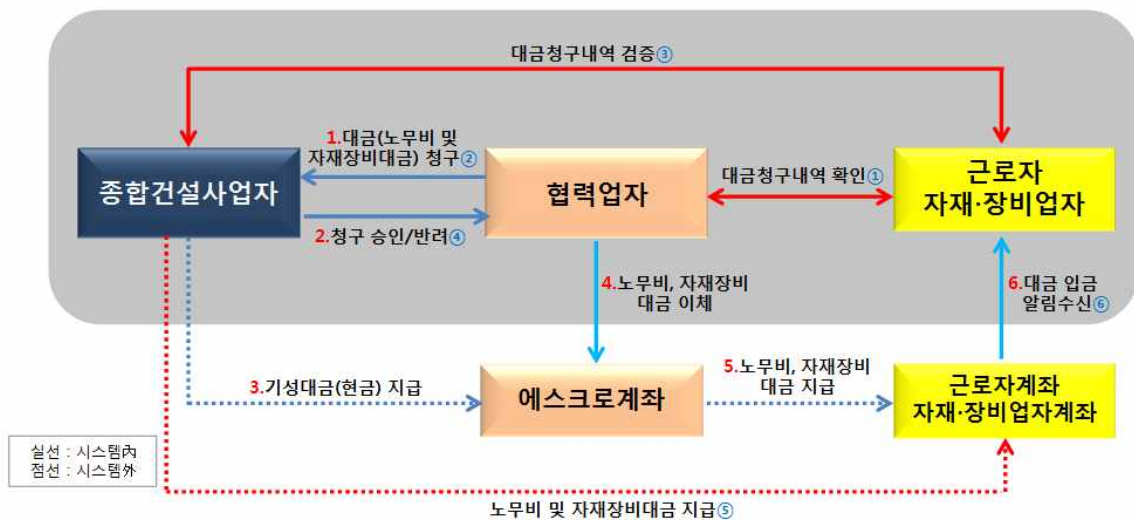 대금청구내역 검증③
1.대금(노무비 및
자재장비대금) 청구②
종합건설사업자
협력업자
대금청구내역 확인①
근로자
자재·장비업자
2.청구 승인/반려④
4.노무비, 자재장비
대금 이체
6.대금 입금
알림수신⑥
3.기성대금(현금) 지급
에스크로계좌
5.노무비, 자재장비
대금 지급
근로자계좌
자재·장비업자계좌
실선 : 시스템內
점선 : 시스템外
노무비 및 자재장비대금 지급⑤